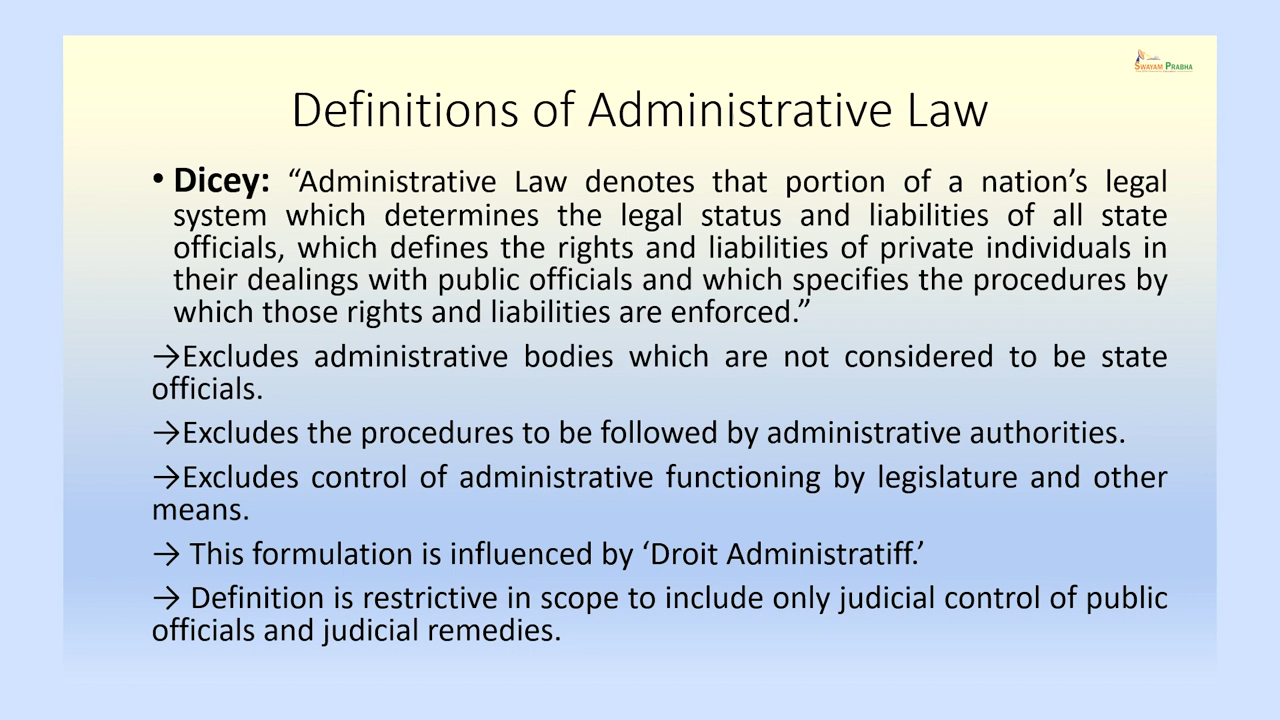 SWAYAM PRABHA
Definitions of Administrative Law
• Dicey: “Administrative Law denotes that portion of a nation’s legal
system which determines the legal status and liabilities of all state
officials, which defines the rights and liabilities of private individuals in
their dealings with public officials and which specifies the procedures by
which those rights and liabilities are enforced.”
→Excludes administrative bodies which are not considered to be state
officials.
→Excludes the procedures to be followed by administrative authorities.
→Excludes control of administrative functioning by legislature and other
means.
→ This formulation is influenced by ‘Droit Administratiff.’
→ Definition is restrictive in scope to include only judicial control of public
officials and judicial remedies.